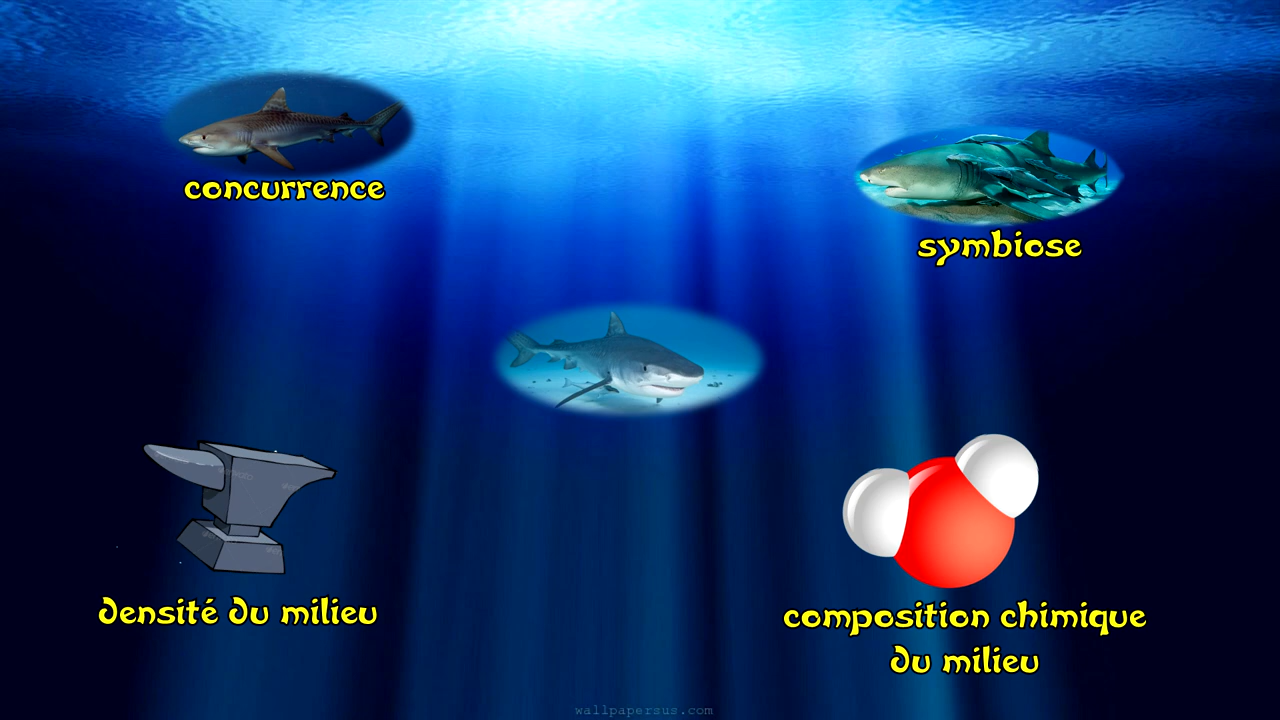 concurrence
symbiose
densité du milieu
composition chimique
du milieu
wallpapersus.com